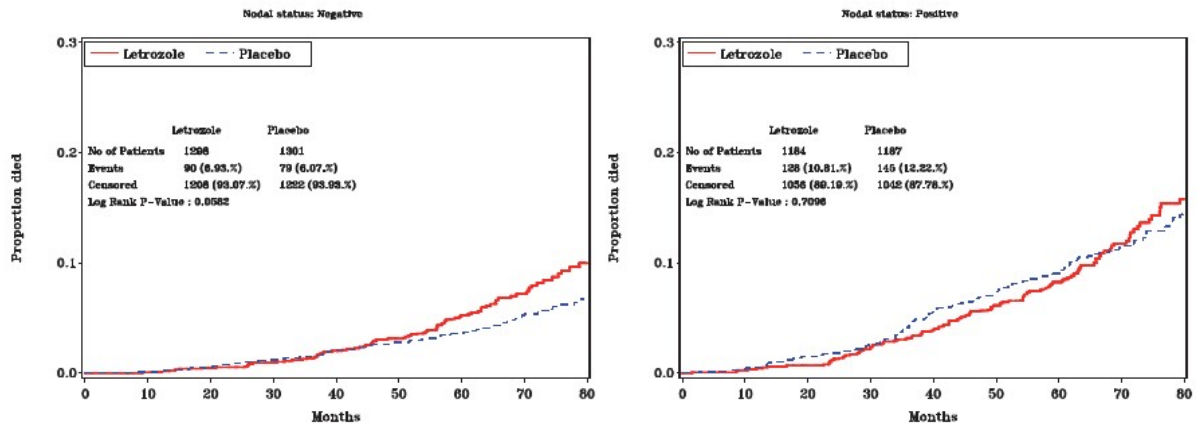 Nodal status: Negative
0.3
Letrozole Placebo
Letrozole Placebo
No of Patients 1298 1301
Events 90 (6.93.%) 79 (6.07.%)
Censored 1208 (93.07.%) 1222 (93.93.%)
Log Rank P-Value : 0.0582
0.2
0.1
0.0
Proportion died
0 10 20 30 40 50 60 70 80
Months
Nodal status: Positive
0.3
Letrozole Placebo
Letrozole Placebo
No of Patients 1184 1187
Events 128 (10.81.%) 145 (12.22.%)
Censored 1056 (89.19.%) 1042 (87.78.%)
Log Rank P-Value : 0.7096
0.2
0.1
0.0
Proportion died
0 10 20 30 40 50 60 70 80
Months